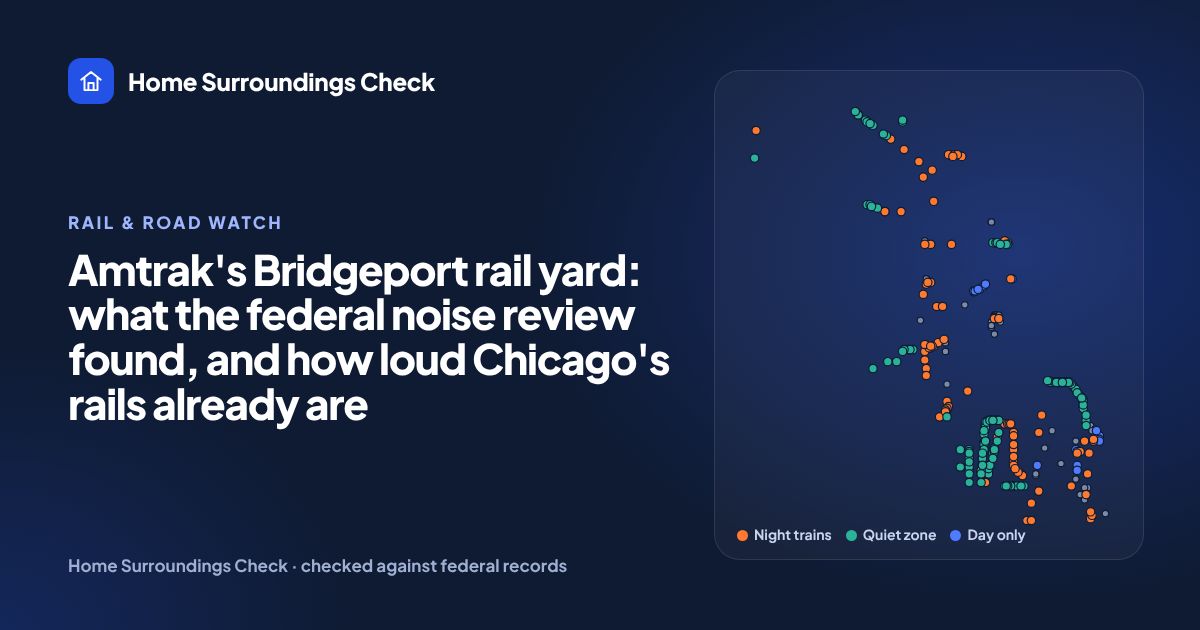 Home Surroundings Check
RAIL & ROAD WATCH
Amtrak's Bridgeport rail yard:
what the federal noise review
found, and how loud Chicago's
rails already are
Night trains
Quiet zone
Day only
Home Surroundings Check · checked against federal records